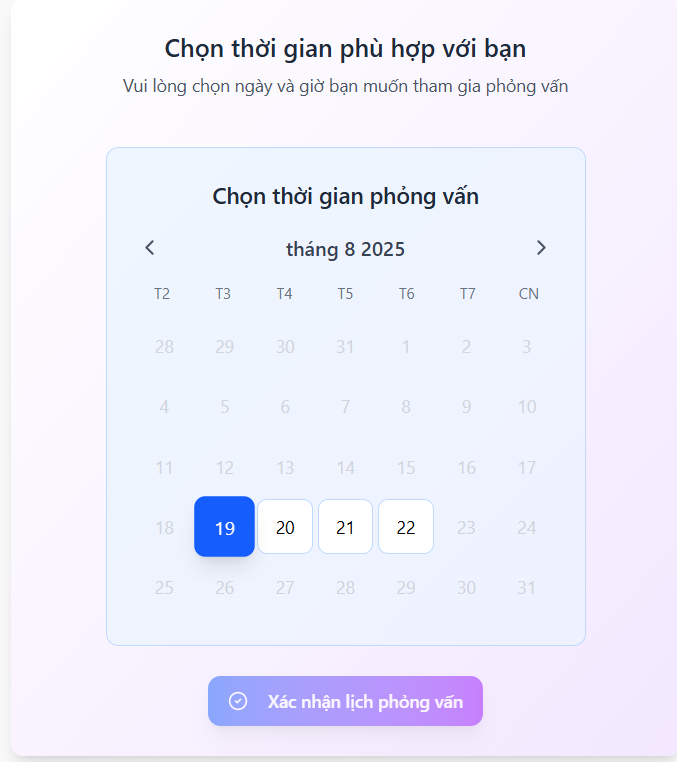 Chọn thời gian phù hợp với bạn
Vui lòng chọn ngày và giờ bạn muốn tham gia phỏng vấn
Chọn thời gian phỏng vấn
tháng 8 2025
T2 T3 T4 T5 T6 T7 CN
28 29 30 31 1 2 3
4 5 6 7 8 9 10
11 12 13 14 15 16 17
18 19 20 21 22 23 24
25 26 27 28 29 30 31
Xác nhận lịch phỏng vấn